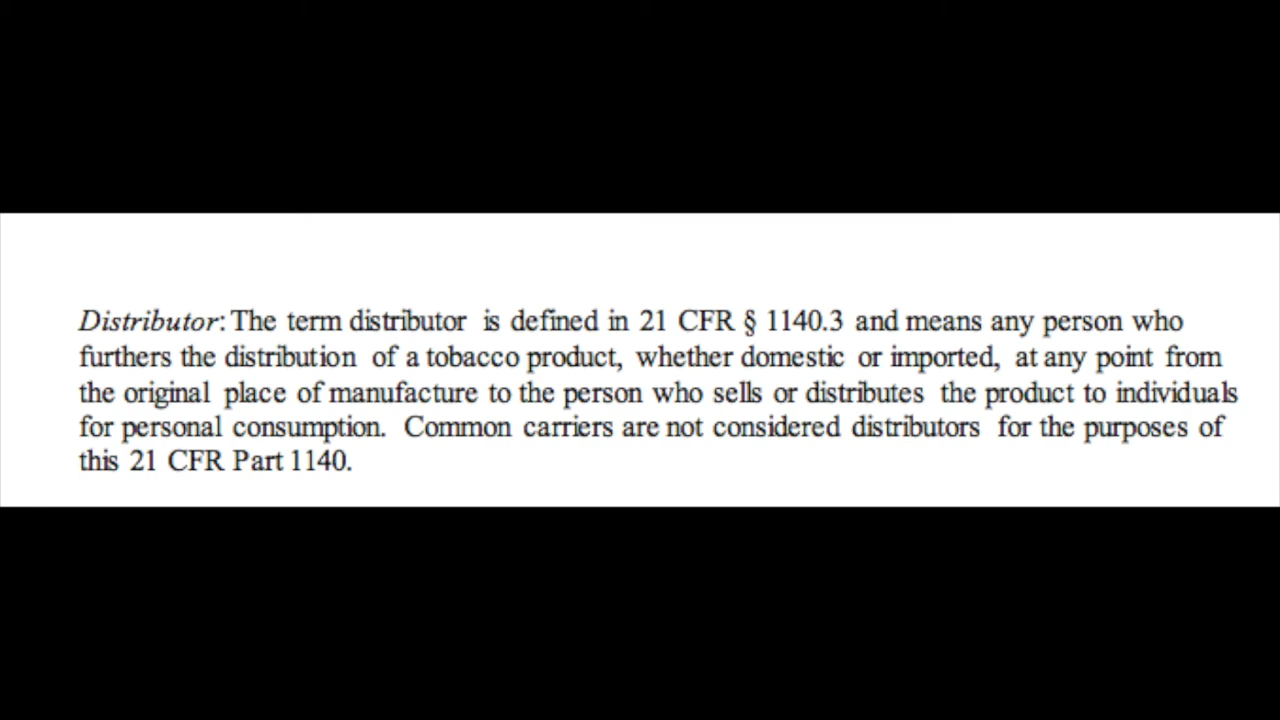 Distributor: The term distributor is defined in 21 CFR § 1140.3 and means any person who
furthers the distribution of a tobacco product, whether domestic or imported, at any point from
the original place of manufacture to the person who sells or distributes the product to individuals
for personal consumption. Common carriers are not considered distributors for the purposes of
this 21 CFR Part 1140.